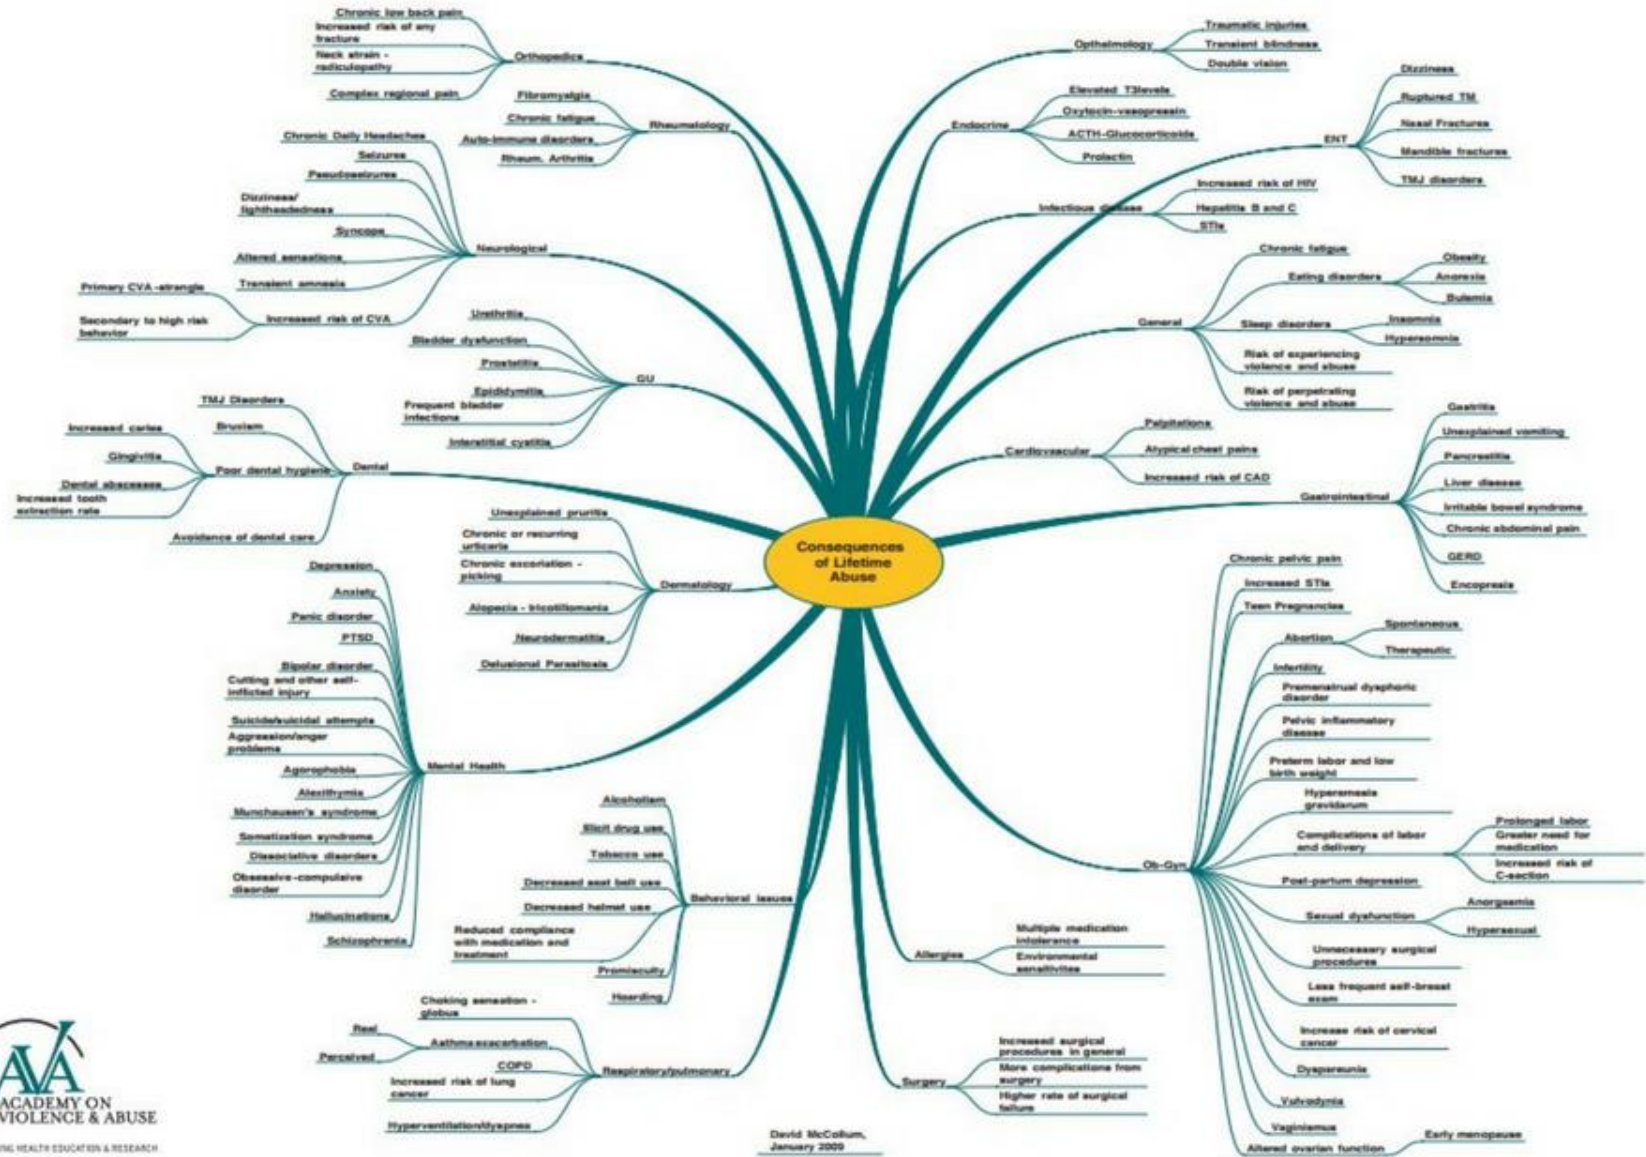 Chronic low back pain
Increased risk of any
fracture
Neck strain -
radiculopathy
Complex regional pain
Orthopedics
Fibromyalgia
Chronic fatigue
Auto-immune disorders
Rheum. Arthritis
Rheumatology
Chronic Daily Headaches
Seizures
Pseudoseizures
Dizziness/
lightheadedness
Syncope
Altered sensations
Transient amnesia
Primary CVA -strangle
Secondary to high risk
behavior
Increased risk of CVA
Neurological
Urethritis
Bladder dysfunction
Prostatitis
Epididymitis
Frequent bladder
infections
Interstitial cystitis
GU
TMJ Disorders
Bruxism
Increased caries
Gingivitis
Dental abscesses
Increased tooth
extraction rate
Poor dental hygiene
Avoidance of dental care
Dental
Unexplained pruritis
Chronic or recurring
urticaria
Chronic excoriation -
picking
Alopecia - tricotillomania
Neurodermatitis
Delusional Parasitosis
Dermatology
Depression
Anxiety
Panic disorder
PTSD
Bipolar disorder
Cutting and other self-
inflicted injury
Suicide/suicidal attempts
Aggression/anger
problems
Agorophobia
Alexithymia
Munchausen's syndrome
Somatization syndrome
Dissociative disorders
Obsessive-compulsive
disorder
Hallucinations
Schizophrenia
Mental Health
Alcoholism
Illicit drug use
Tobacco use
Decreased seat belt use
Decreased helmet use
Reduced compliance
with medication and
treatment
Promiscuity
Hoarding
Behavioral issues
Choking sensation -
globus
Real
Perceived
Asthma exacerbation
COPD
Increased risk of lung
cancer
Hyperventilation/dyspnea
Respiratory/pulmonary
Consequences
of Lifetime
Abuse
Opthalmology
Traumatic injuries
Transient blindness
Double vision
Endocrine
Elevated T3levels
Oxytocin-vasopressin
ACTH-Glucocorticoids
Prolactin
ENT
Dizziness
Ruptured TM
Nasal Fractures
Mandible fractures
TMJ disorders
Infectious disease
Increased risk of HIV
Hepatitis B and C
STIs
General
Chronic fatigue
Eating disorders
Obesity
Anorexia
Bulemia
Sleep disorders
Insomnia
Hypersomnia
Risk of experiencing
violence and abuse
Risk of perpetrating
violence and abuse
Cardiovascular
Palpitations
Atypical chest pains
Increased risk of CAD
Gastrointestinal
Gastritis
Unexplained vomiting
Pancreatitis
Liver disease
Irritable bowel syndrome
Chronic abdominal pain
GERD
Encopresis
Ob-Gyn
Chronic pelvic pain
Increased STIs
Teen Pregnancies
Abortion
Spontaneous
Therapeutic
Infertility
Premenstrual dysphoric
disorder
Pelvic inflammatory
disease
Preterm labor and low
birth weight
Hyperemesis
gravidarum
Complications of labor
and delivery
Prolonged labor
Greater need for
medication
Increased risk of
C-section
Post-partum depression
Sexual dysfunction
Anorgasmia
Hypersexual
Unnecessary surgical
procedures
Less frequent self-breast
exam
Increase risk of cervical
cancer
Dyspareunia
Vulvodynia
Vaginismus
Altered ovarian function
Early menopause
Allergies
Multiple medication
intolerance
Environmental
sensitivites
Surgery
Increased surgical
procedures in general
More complications from
surgery
Higher rate of surgical
failure
David McCollum,
January 2009
AVA
ACADEMY ON
VIOLENCE & ABUSE
HEALTH EDUCATION & RESEARCH